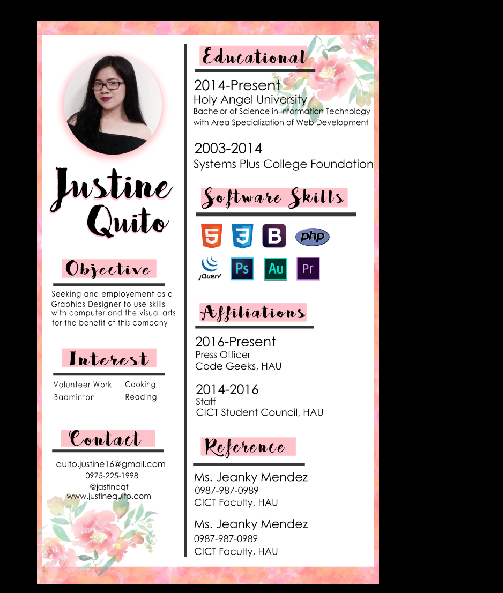 Justine
Quito
Objective
Seeking and employement as a
Graphics Designer to use skills
with computer and the visual arts
for the benefit of this company
Interest
Volunteer Work Cooking
Badminton Reading
Contact
quito.justine16@gmail.com
0975-225-1998
@jastinaqt
www.justinequito.com
Educational
2014-Present
Holy Angel University
Bachelor of Science in Information Technology
with Area Specialization of Web Development
2003-2014
Systems Plus College Foundation
Software Skills
5 3 B php
jQuery Ps Au Pr
Affiliations
2016-Present
Press Officer
Code Geeks, HAU
2014-2016
Staff
CICT Student Council, HAU
Reference
Ms. Jeanky Mendez
0987-987-0989
CICT Faculty, HAU
Ms. Jeanky Mendez
0987-987-0989
CICT Faculty, HAU